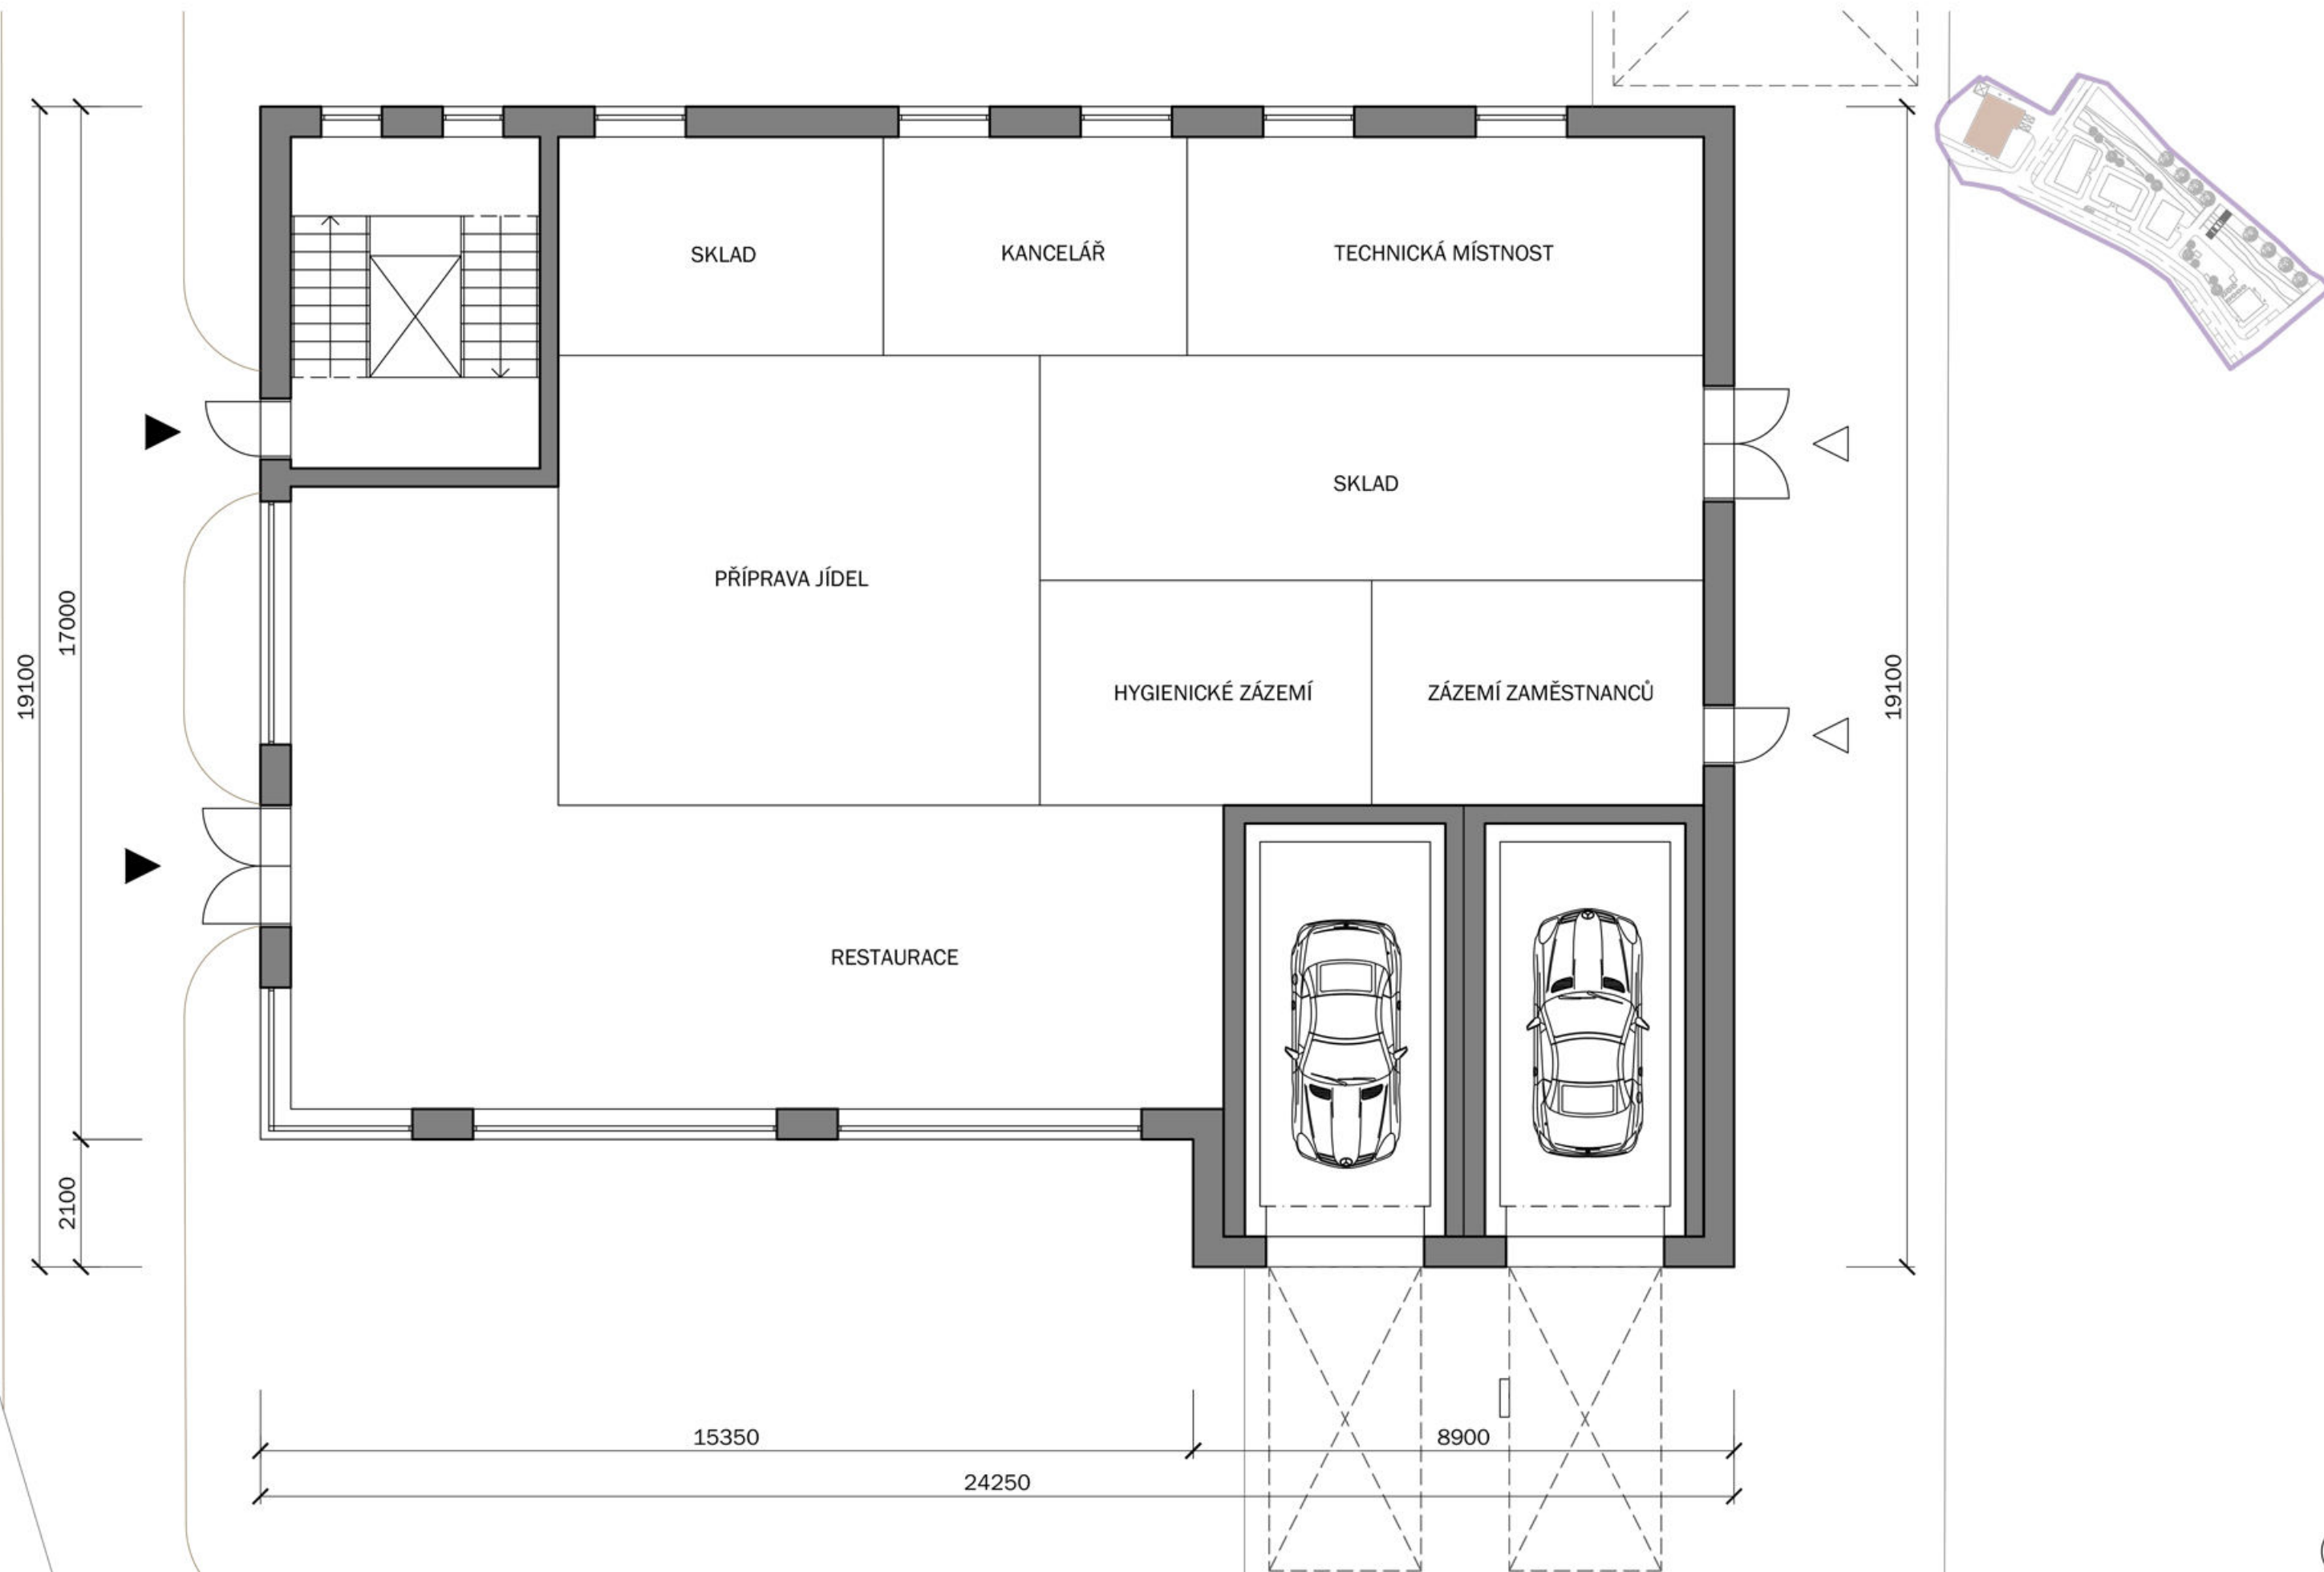 SKLAD
KANCELÁŘ
TECHNICKÁ MÍSTNOST
SKLAD
PŘÍPRAVA JÍDEL
HYGIENICKÉ ZÁZEMÍ
ZÁZEMÍ ZAMĚSTNANCŮ
RESTAURACE
19100
17000
2100
19100
15350
8900
24250